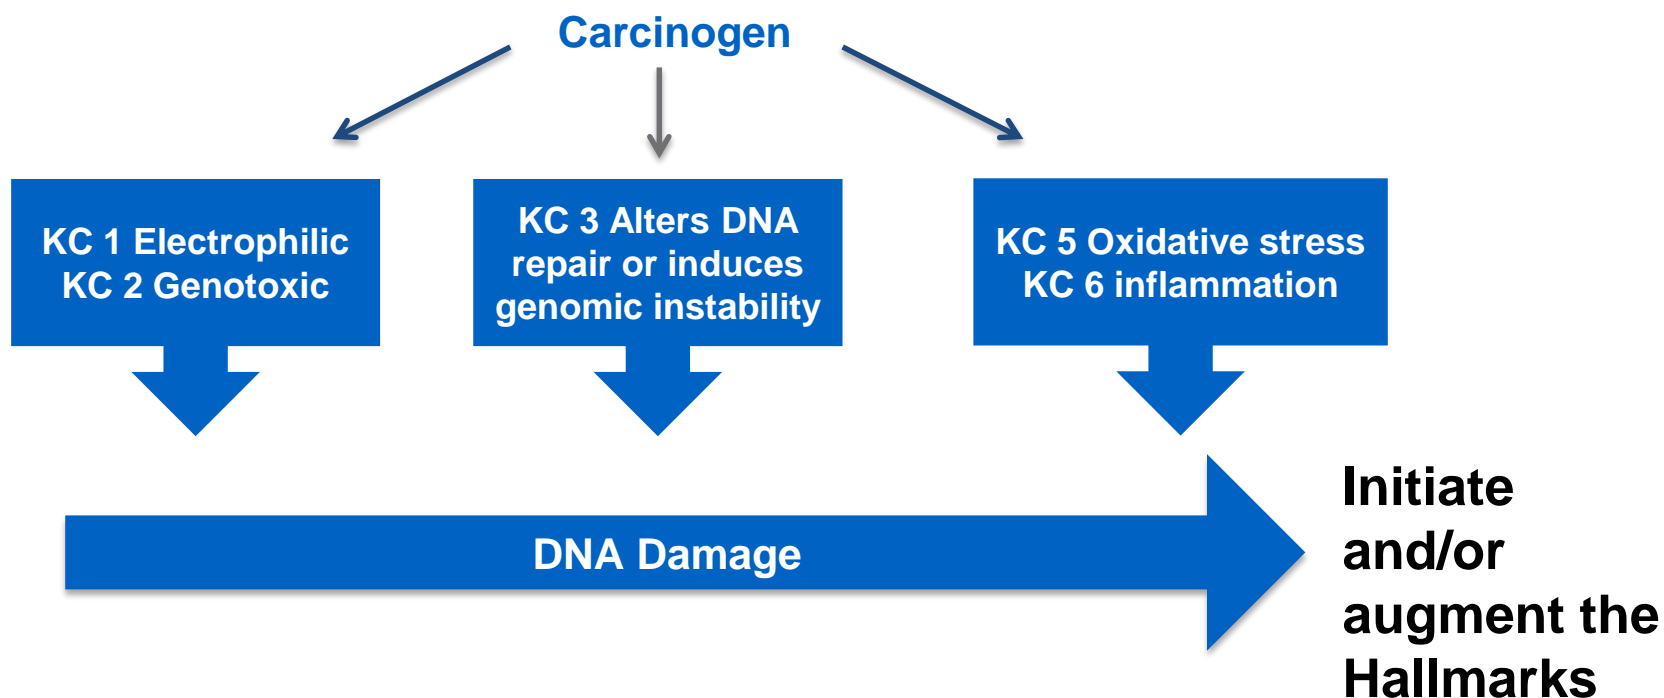 Carcinogen
KC 1 Electrophilic
KC 2 Genotoxic
KC 3 Alters DNA
repair or induces
genomic instability
KC 5 Oxidative stress
KC 6 inflammation
DNA Damage
Initiate
and/or
augment the
Hallmarks